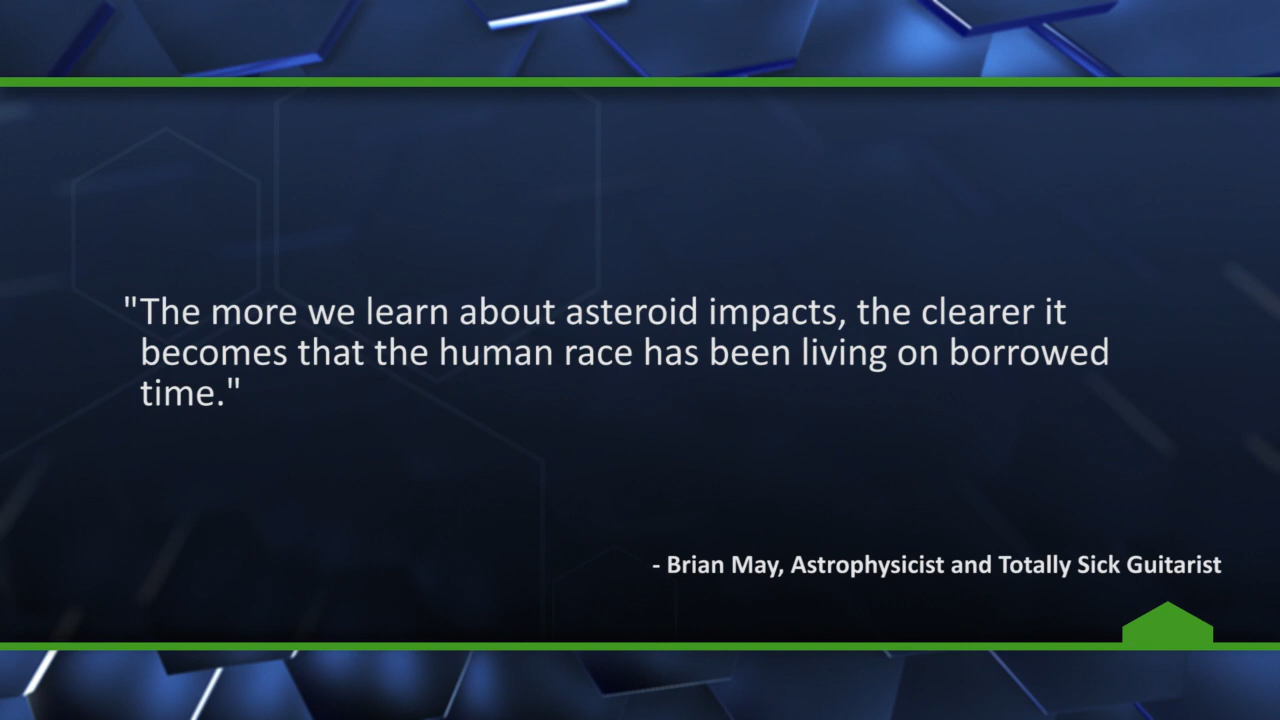 "The more we learn about asteroid impacts, the clearer it
becomes that the human race has been living on borrowed
time."
- Brian May, Astrophysicist and Totally Sick Guitarist